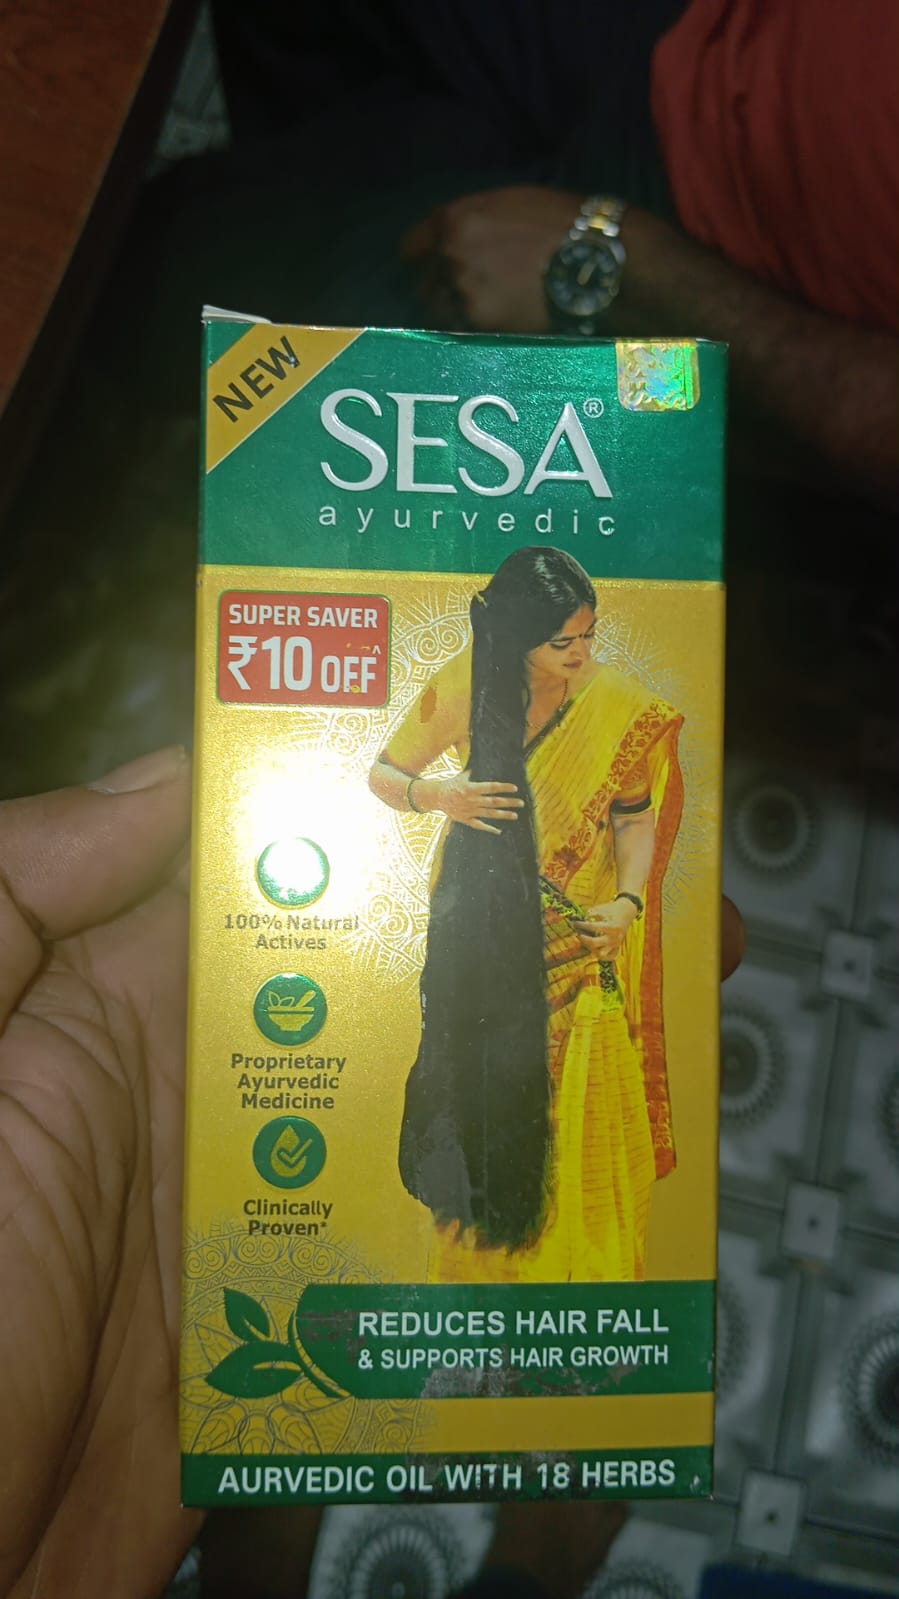 NEW
SESA®
ayurvedic
SUPER SAVER
₹10 OFF^
100% Natural
Actives
Proprietary
Ayurvedic
Medicine
Clinically
Proven*
REDUCES HAIR FALL
& SUPPORTS HAIR GROWTH
AURVEDIC OIL WITH 18 HERBS